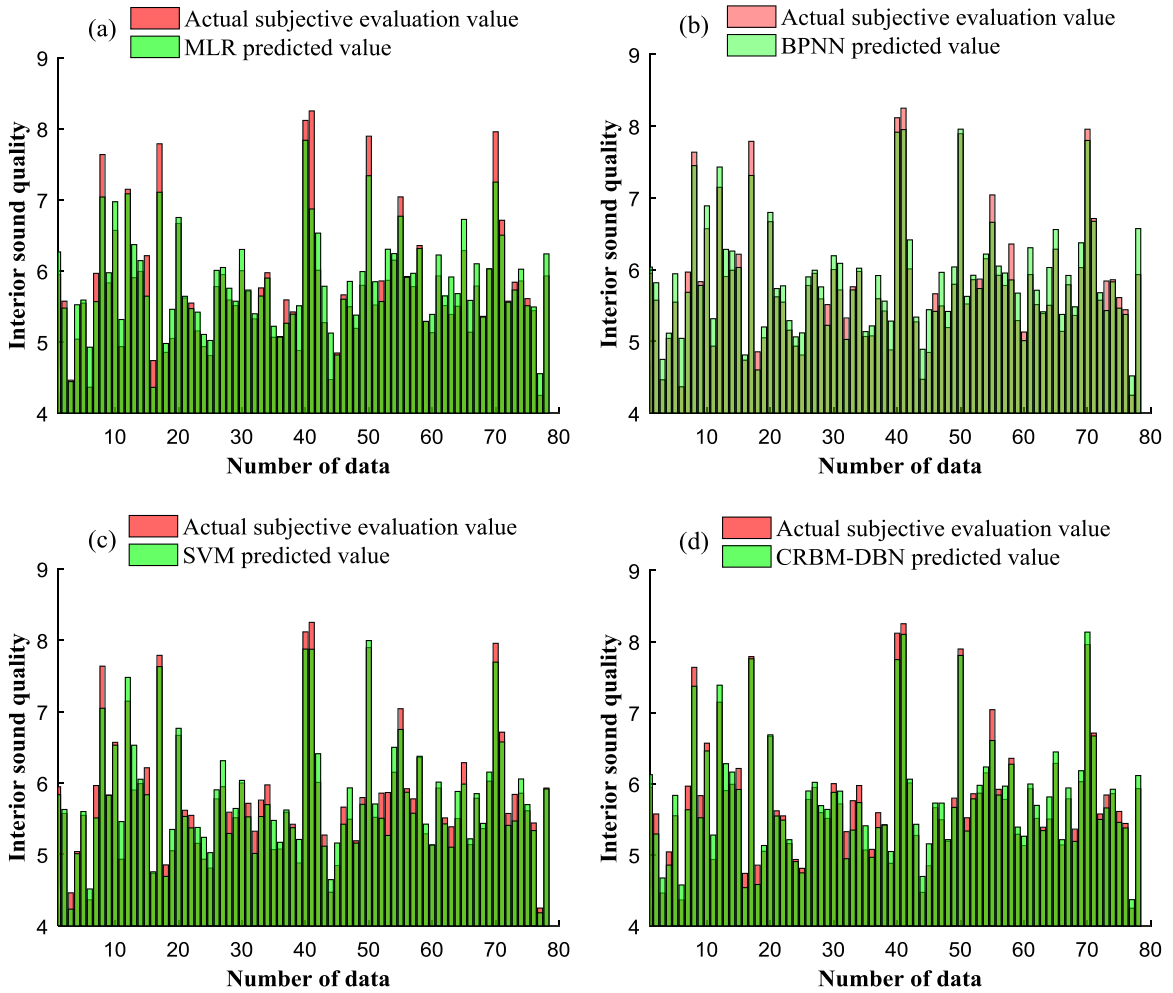 (a)
Actual subjective evaluation value
MLR predicted value
Interior sound quality
9
8
7
6
5
4
10 20 30 40 50 60 70 80
Number of data
(b)
Actual subjective evaluation value
BPNN predicted value
Interior sound quality
9
8
7
6
5
4
10 20 30 40 50 60 70 80
Number of data
(c)
Actual subjective evaluation value
SVM predicted value
Interior sound quality
9
8
7
6
5
4
10 20 30 40 50 60 70 80
Number of data
(d)
Actual subjective evaluation value
CRBM-DBN predicted value
Interior sound quality
9
8
7
6
5
4
10 20 30 40 50 60 70 80
Number of data